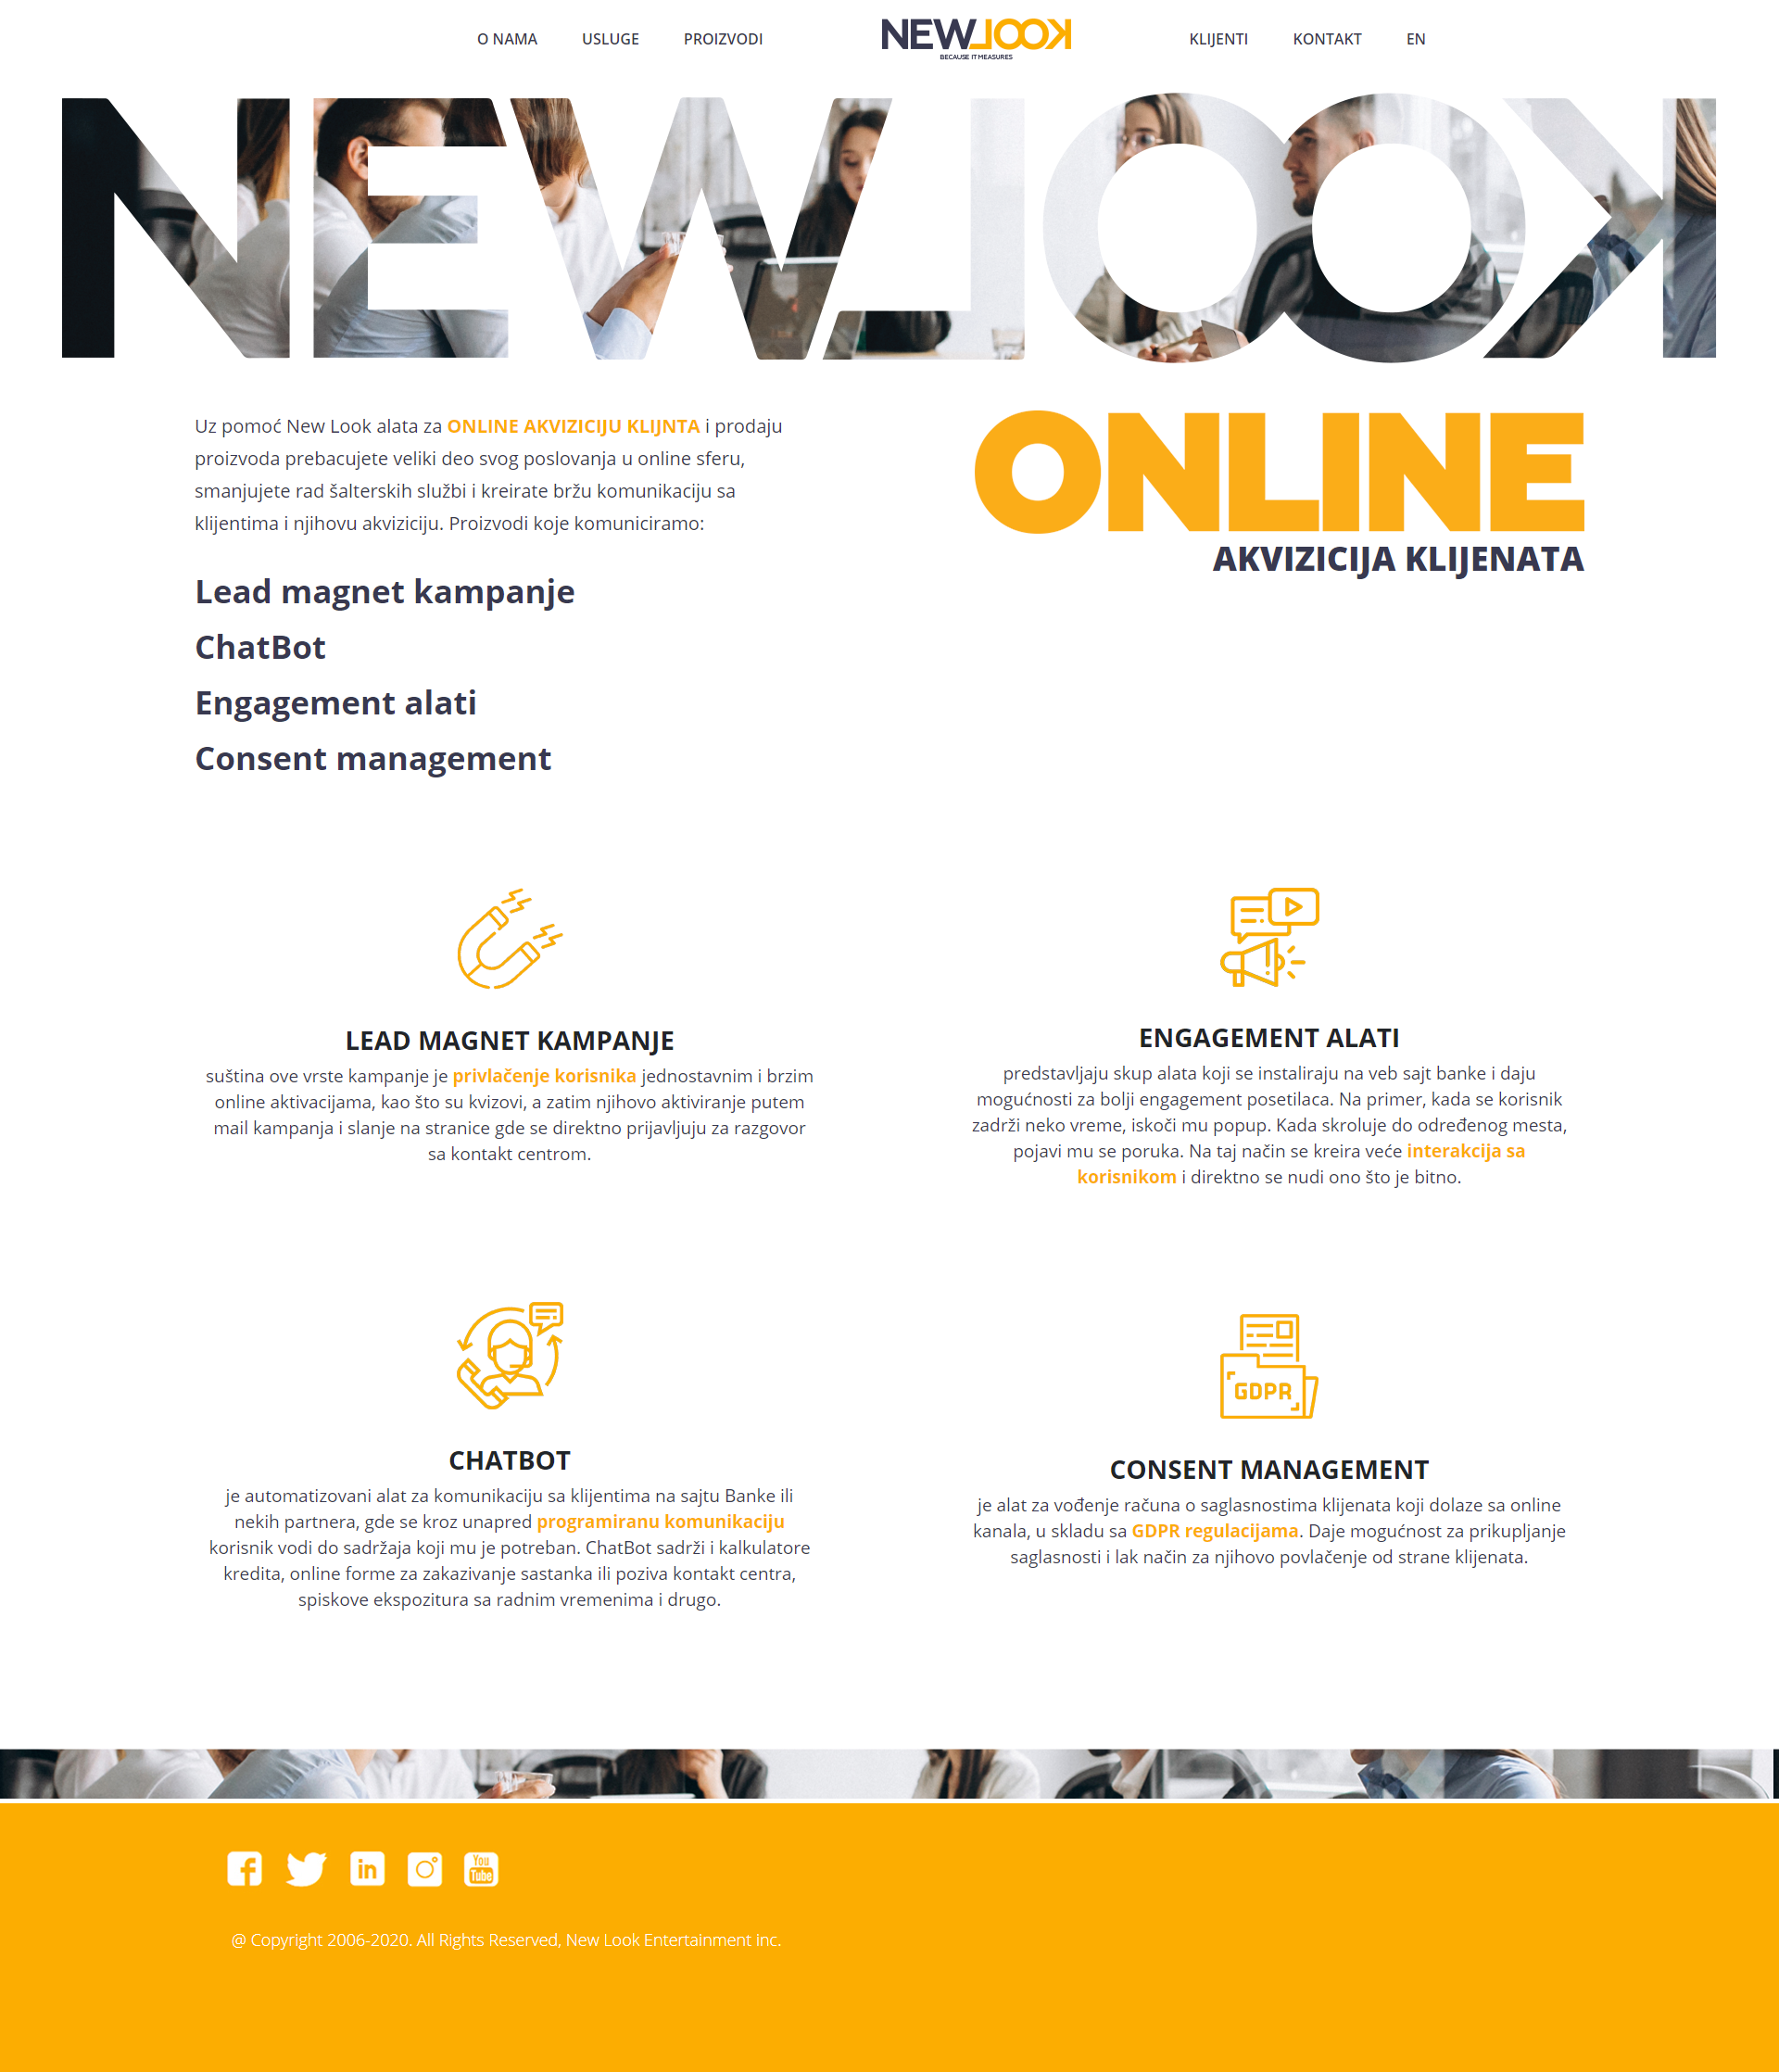 O NAMA USLUGE PROIZVODI
NEWLOOK
BECAUSE IT MEASURES
KLIJENTI KONTAKT EN
NEWLOOK
Uz pomoć New Look alata za ONLINE AKVIZICIJU KLIJNTA i prodaju
proizvoda prebacujete veliki deo svog poslovanja u online sferu,
smanjujete rad šalterskih službi i kreirate bržu komunikaciju sa
klijentima i njihovu akviziciju. Proizvodi koje komuniciramo:
Lead magnet kampanje
ChatBot
Engagement alati
Consent management
ONLINE
AKVIZICIJA KLIJENATA
LEAD MAGNET KAMPANJE
suština ove vrste kampanje je privlačenje korisnika jednostavnim i brzim
online aktivacijama, kao što su kvizovi, a zatim njihovo aktiviranje putem
mail kampanja i slanje na stranice gde se direktno prijavljuju za razgovor
sa kontakt centrom.
ENGAGEMENT ALATI
predstavljaju skup alata koji se instaliraju na veb sajt banke i daju
mogućnosti za bolji engagement posetilaca. Na primer, kada se korisnik
zadrži neko vreme, iskoči mu popup. Kada skroluje do određenog mesta,
pojavi mu se poruka. Na taj način se kreira veće interakcija sa
korisnikom i direktno se nudi ono što je bitno.
CHATBOT
je automatizovani alat za komunikaciju sa klijentima na sajtu Banke ili
nekih partnera, gde se kroz unapred programiranu komunikaciju
korisnik vodi do sadržaja koji mu je potreban. ChatBot sadrži i kalkulatore
kredita, online forme za zakazivanje sastanka ili poziva kontakt centra,
spiskove ekspozitura sa radnim vremenima i drugo.
GDPR
CONSENT MANAGEMENT
je alat za vođenje računa o saglasnostima klijenata koji dolaze sa online
kanala, u skladu sa GDPR regulacijama. Daje mogućnost za prikupljanje
saglasnosti i lak način za njihovo povlačenje od strane klijenata.
You
Tube
@ Copyright 2006-2020. All Rights Reserved, New Look Entertainment inc.